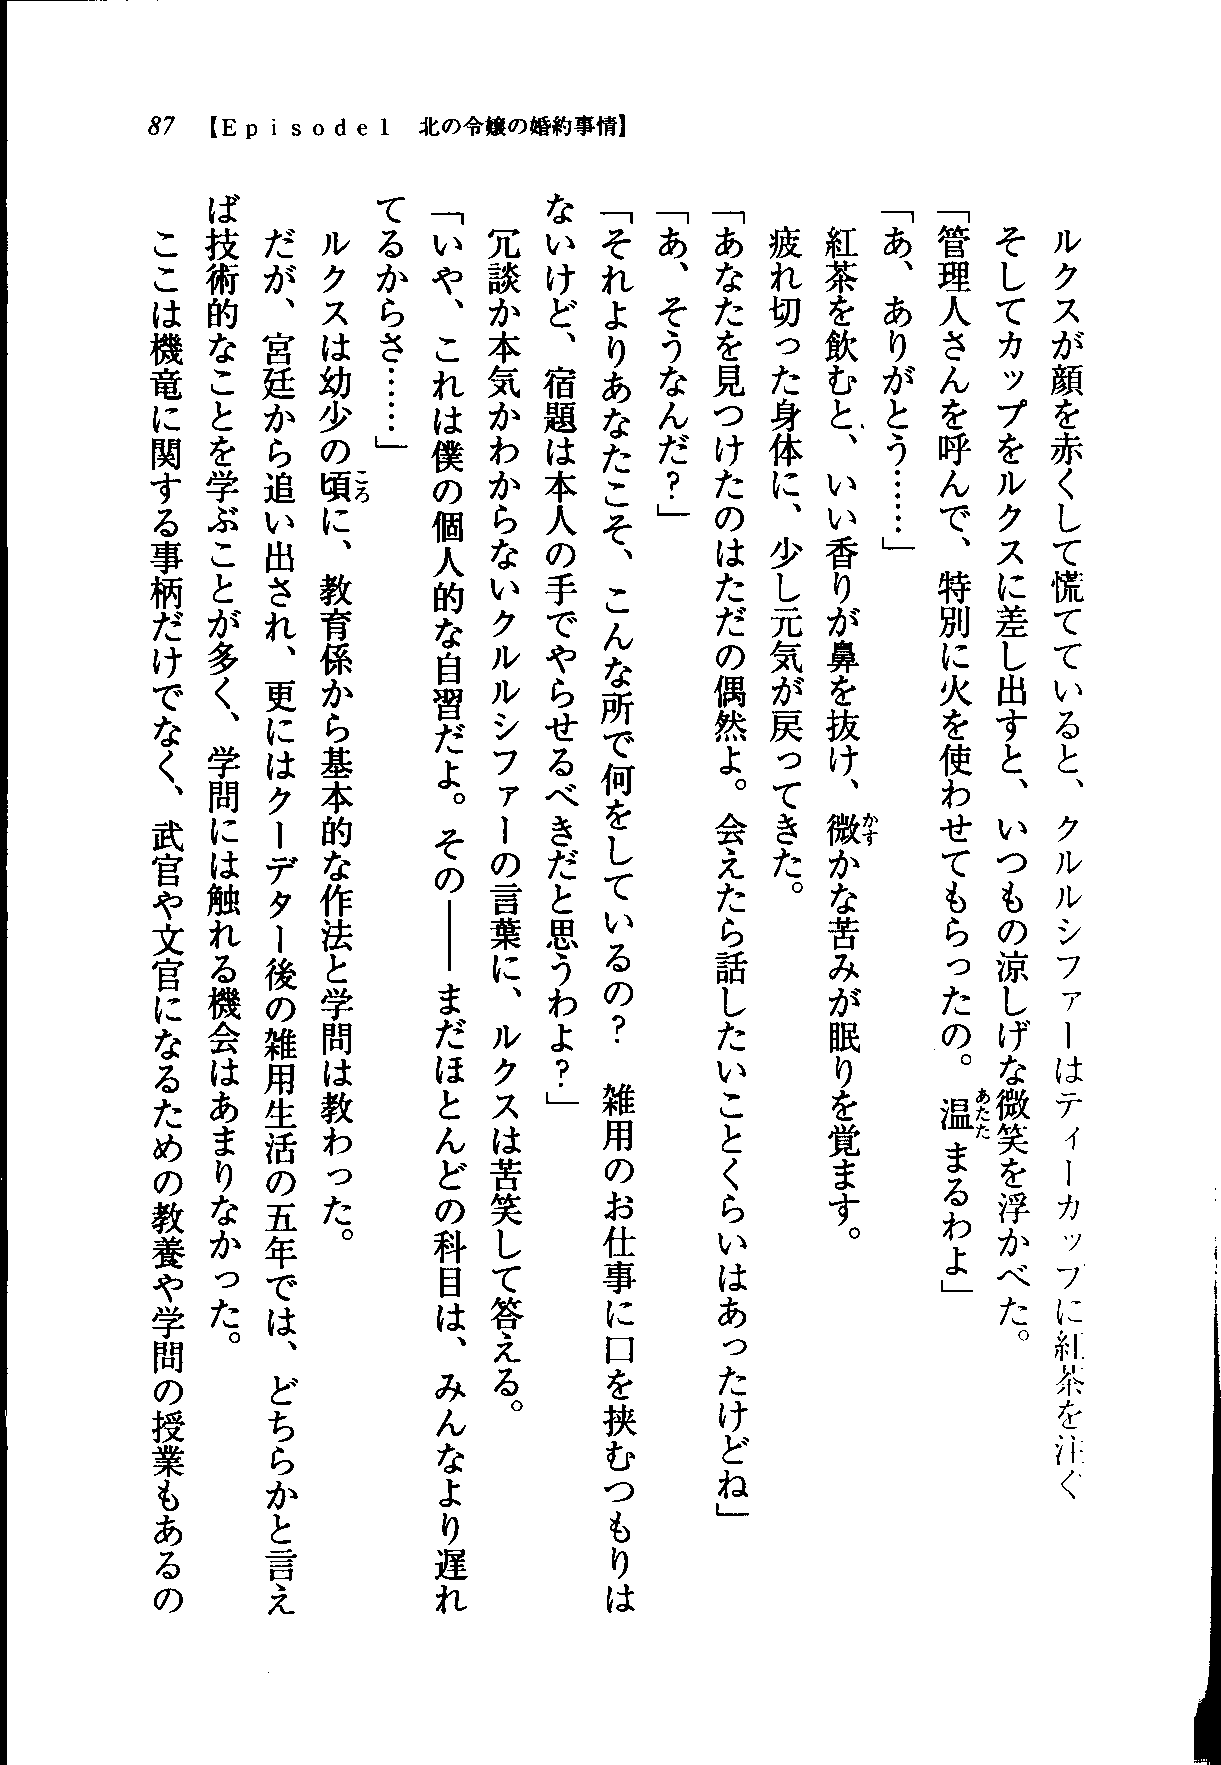 87 【Episode1 北の令嬢の婚約事情】
ルクスが顔を赤くして慌てていると、クルルシファーはティーカップに紅茶を注ぐ
そしてカップをルクスに差し出すと、いつもの涼しげな微笑を浮かべた。
「管理人さんを呼んで、特別に火を使わせてもらったの。温まるわよ」
「あ、ありがとう……」
紅茶を飲むと、いい香りが鼻を抜け、微かな苦みが眠りを覚ます。
疲れ切った身体に、少し元気が戻ってきた。
「あなたを見つけたのはただの偶然よ。会えたら話したいことくらいはあったけどね」
「あ、そうなんだ？」
「それよりあなたこそ、こんな所で何をしているの？　雑用のお仕事に口を挟むつもりは
ないけど、宿題は本人の手でやらせるべきだと思うわよ？」
冗談か本気かわからないクルルシファーの言葉に、ルクスは苦笑して答える。
「いや、これは僕の個人的な自習だよ。その――まだほとんどの科目は、みんなより遅れ
てるからさ……」
ルクスは幼少の頃に、教育係から基本的な作法と学問は教わった。
だが、宮廷から追い出され、更にはクーデター後の雑用生活の五年では、どちらかと言え
ば技術的なことを学ぶことが多く、学問には触れる機会はあまりなかった。
ここは機竜に関する事柄だけでなく、武官や文官になるための教養や学問の授業もあるの